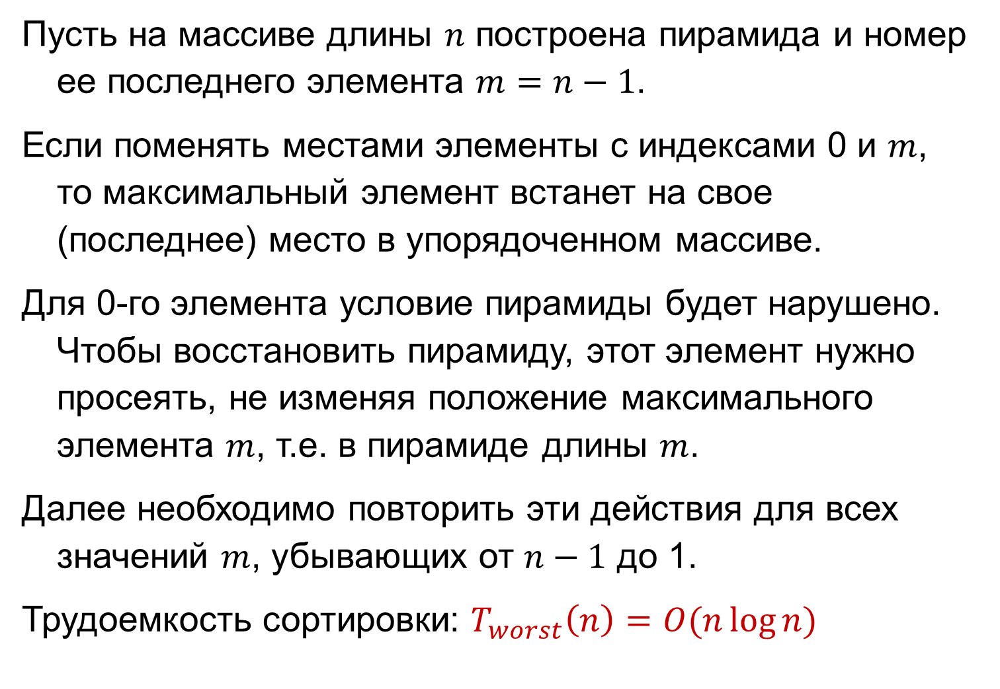 Пусть на массиве длины n построена пирамида и номер
ее последнего элемента m = n − 1.
Если поменять местами элементы с индексами 0 и m,
то максимальный элемент встанет на свое
(последнее) место в упорядоченном массиве.
Для 0-го элемента условие пирамиды будет нарушено.
Чтобы восстановить пирамиду, этот элемент нужно
просеять, не изменяя положение максимального
элемента m, т.е. в пирамиде длины m.
Далее необходимо повторить эти действия для всех
значений m, убывающих от n − 1 до 1.
Трудоемкость сортировки: T_worst(n) = O(n log n)